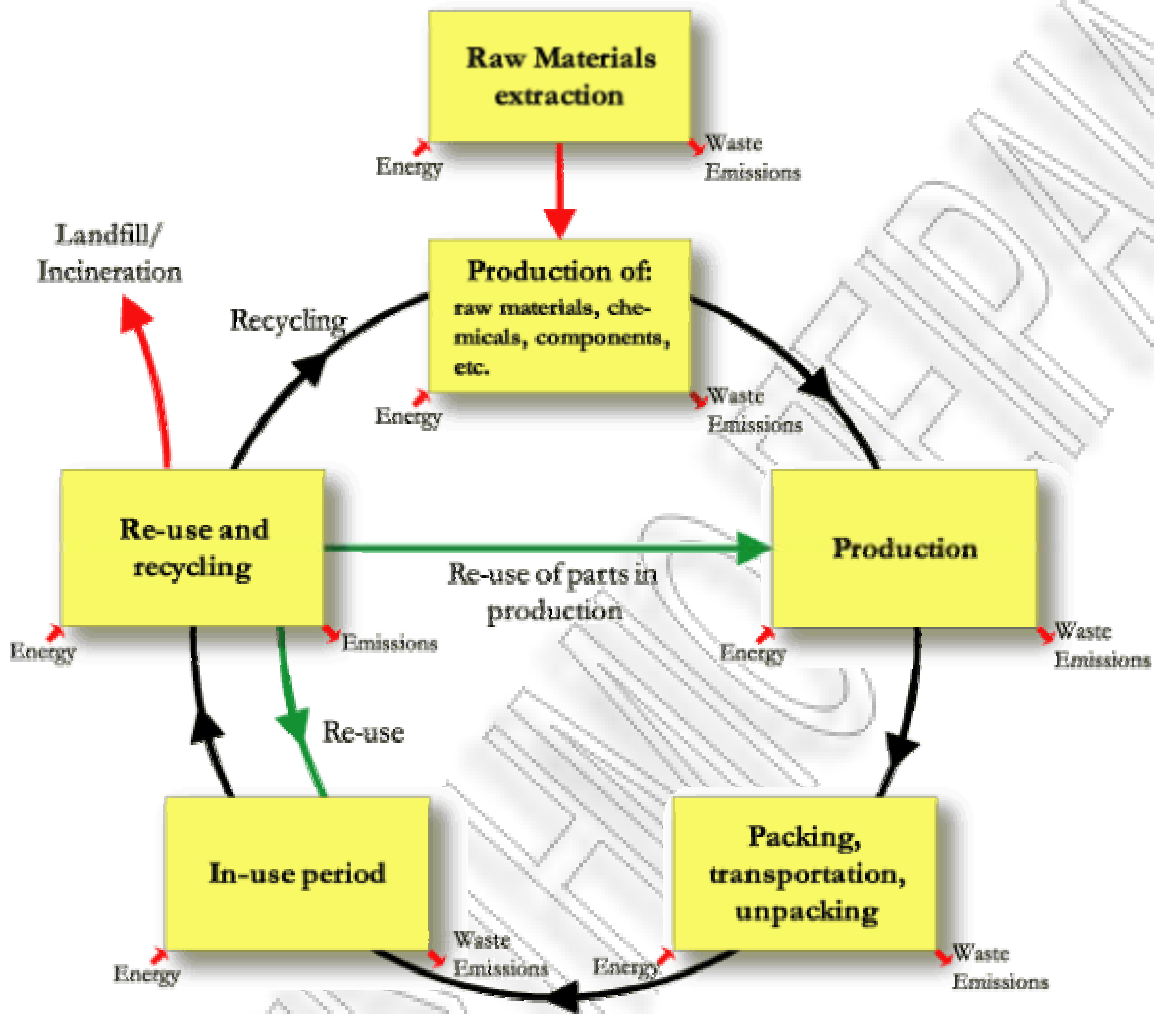 Raw Materials
extraction
Energy
Waste
Emissions
Landfill/
Incineration
Recycling
Production of:
raw materials, che-
micals, components,
etc.
Energy
Waste
Emissions
Re-use and
recycling
Energy
Emissions
Re-use of parts in
production
Production
Energy
Waste
Emissions
Re-use
In-use period
Energy
Waste
Emissions
Packing,
transportation,
unpacking
Energy
Waste
Emissions